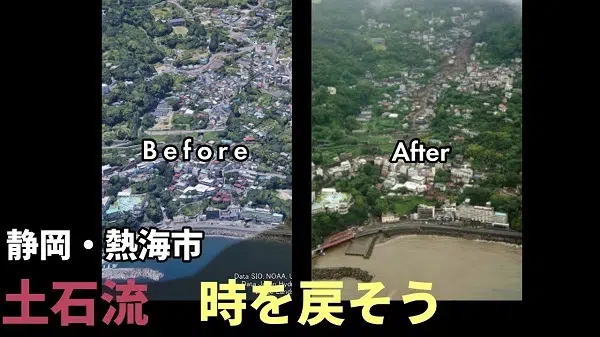 Before
After
静岡・熱海市
Data SIO, NOAA, U
土石流 時を戻そう